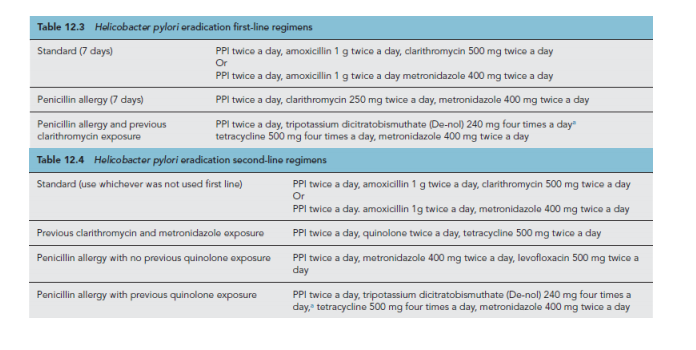 Table 12.3 Helicobacter pylori eradication first-line regimens
Standard (7 days) PPI twice a day, amoxicillin 1 g twice a day, clarithromycin 500 mg twice a day
Or
PPI twice a day, amoxicillin 1 g twice a day metronidazole 400 mg twice a day
Penicillin allergy (7 days) PPI twice a day, clarithromycin 250 mg twice a day, metronidazole 400 mg twice a day
Penicillin allergy and previous PPI twice a day, tripotassium dicitratobismuthate (De-nol) 240 mg four times a dayᵃ
clarithromycin exposure tetracycline 500 mg four times a day, metronidazole 400 mg twice a day
Table 12.4 Helicobacter pylori eradication second-line regimens
Standard (use whichever was not used first line) PPI twice a day, amoxicillin 1 g twice a day, clarithromycin 500 mg twice a day
Or
PPI twice a day. amoxicillin 1g twice a day, metronidazole 400 mg twice a day
Previous clarithromycin and metronidazole exposure PPI twice a day, quinolone twice a day, tetracycline 500 mg twice a day
Penicillin allergy with no previous quinolone exposure PPI twice a day, metronidazole 400 mg twice a day, levofloxacin 500 mg twice a
day
Penicillin allergy with previous quinolone exposure PPI twice a day, tripotassium dicitratobismuthate (De-nol) 240 mg four times a
day,ᵃ tetracycline 500 mg four times a day, metronidazole 400 mg twice a day